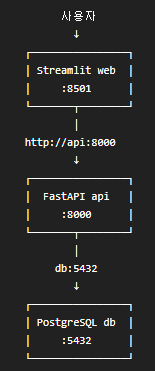 사용자
Streamlit web
:8501
http://api:8000
FastAPI api
:8000
db:5432
PostgreSQL db
:5432